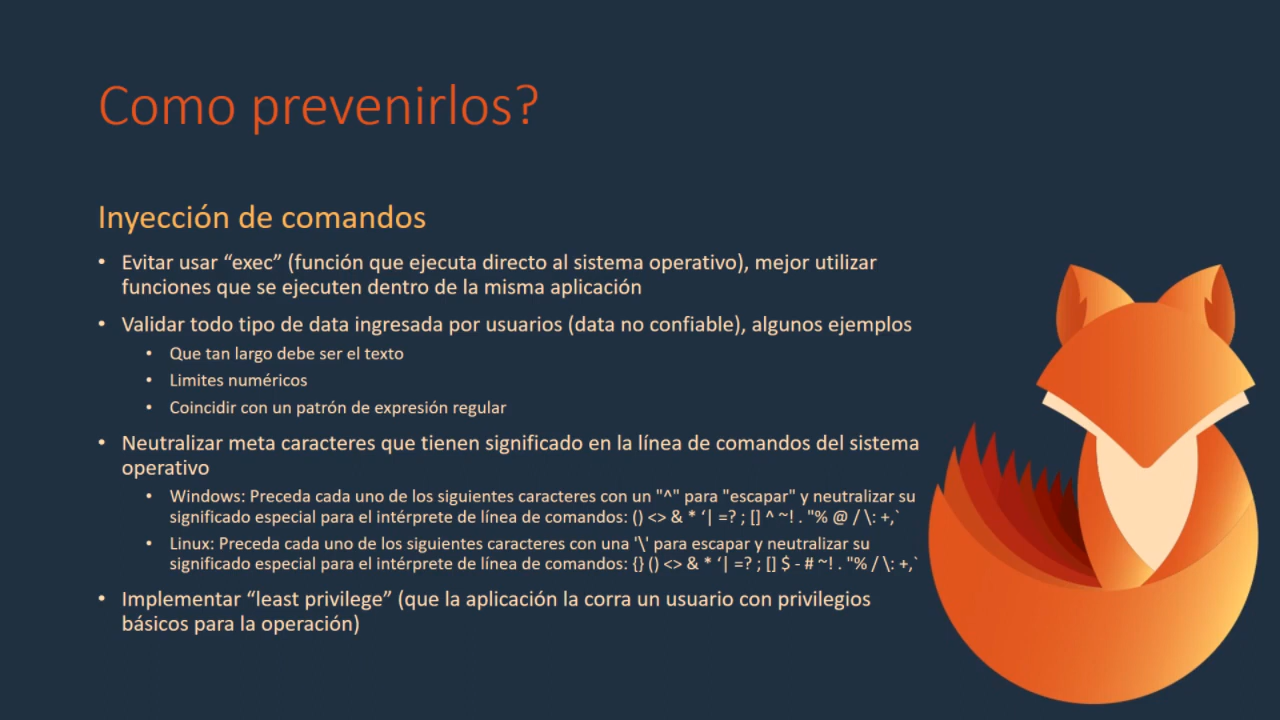 Como prevenirlos?
Inyección de comandos
• Evitar usar “exec” (función que ejecuta directo al sistema operativo), mejor utilizar
funciones que se ejecuten dentro de la misma aplicación
• Validar todo tipo de data ingresada por usuarios (data no confiable), algunos ejemplos
• Que tan largo debe ser el texto
• Limites numéricos
• Coincidir con un patrón de expresión regular
• Neutralizar meta caracteres que tienen significado en la línea de comandos del sistema
operativo
• Windows: Preceda cada uno de los siguientes caracteres con un "^" para "escapar" y neutralizar su
significado especial para el intérprete de línea de comandos: () <> & * ‘| =? ; [] ^ ~! . "% @ / \: +,`
• Linux: Preceda cada uno de los siguientes caracteres con una '\' para escapar y neutralizar su
significado especial para el intérprete de línea de comandos: {} () <> & * ‘| =? ; [] $ - # ~! . "% / \: +,`
• Implementar “least privilege” (que la aplicación la corra un usuario con privilegios
básicos para la operación)